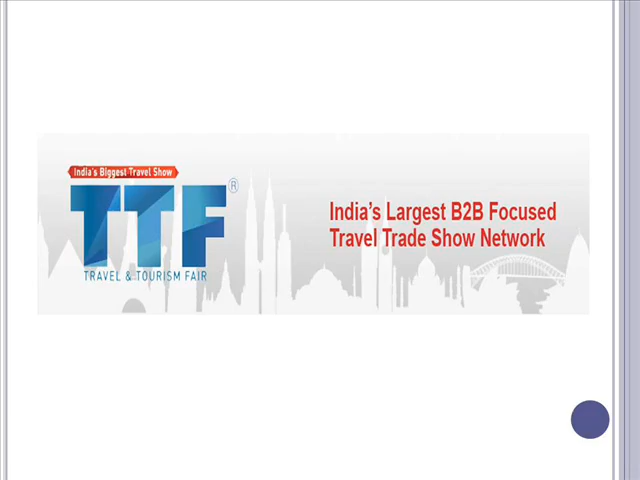 India's Biggest Travel Show
TTF®
TRAVEL & TOURISM FAIR
India's Largest B2B Focused
Travel Trade Show Network